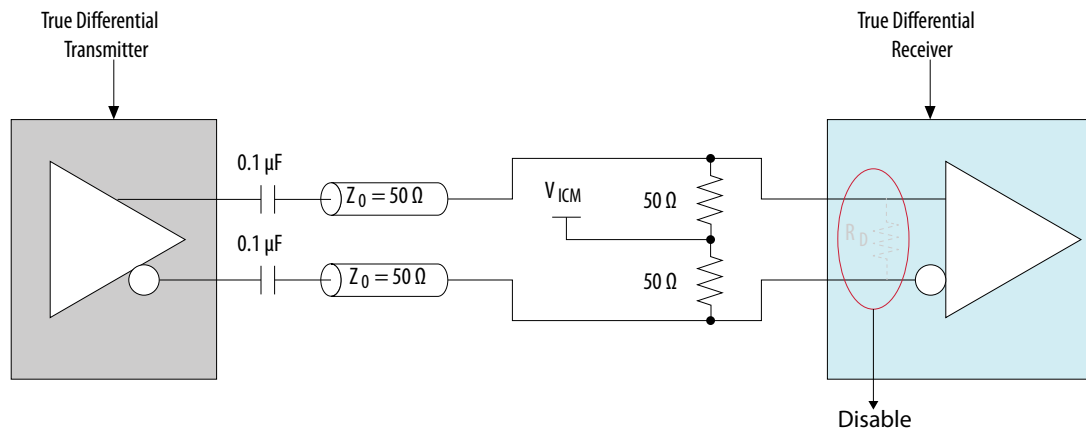 True Differential
Transmitter
True Differential
Receiver
0.1 µF
Z0 = 50 Ω
VICM
50 Ω
RD
0.1 µF
Z0 = 50 Ω
50 Ω
Disable